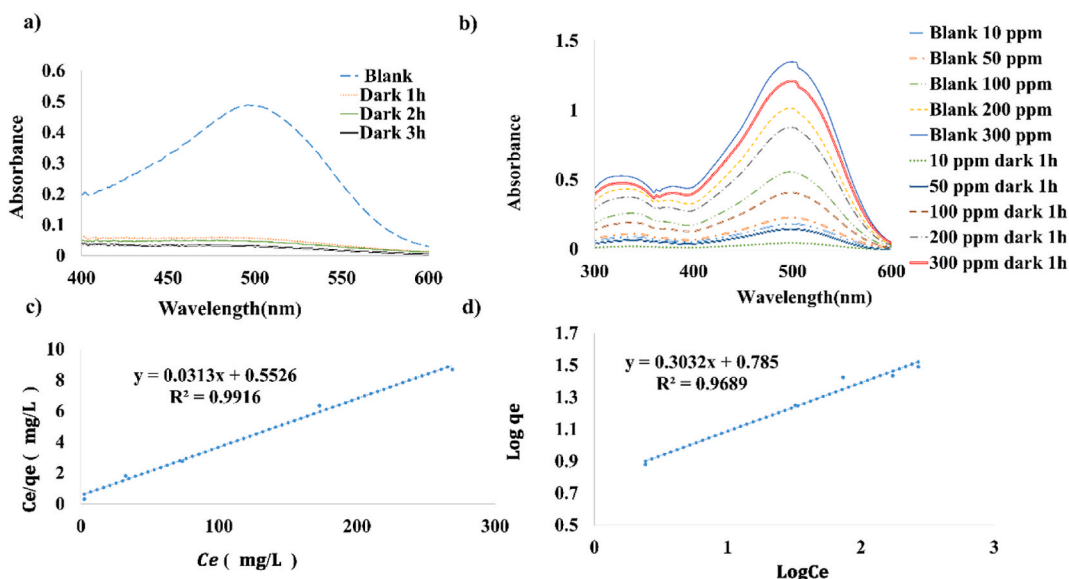 a)
0.6
0.5
0.4
0.3
0.2
0.1
0
400
450
500
550
600
Absorbance
Wavelength(nm)
Blank
Dark 1h
Dark 2h
Dark 3h
b)
1.5
1
0.5
0
300
400
500
600
Absorbance
Wavelength(nm)
Blank 10 ppm
Blank 50 ppm
Blank 100 ppm
Blank 200 ppm
Blank 300 ppm
10 ppm dark 1h
50 ppm dark 1h
100 ppm dark 1h
200 ppm dark 1h
300 ppm dark 1h
c)
10
8
6
4
2
0
0
100
200
300
Ce/qe ( mg/L)
Ce ( mg/L)
y = 0.0313x + 0.5526
R² = 0.9916
d)
1.7
1.5
1.3
1.1
0.9
0.7
0.5
0
1
2
3
Log qe
LogCe
y = 0.3032x + 0.785
R² = 0.9689